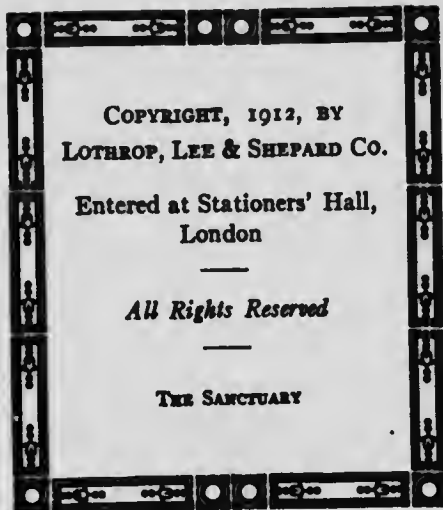 Copyright, 1912, by
Lothrop, Lee & Shepard Co.
Entered at Stationers' Hall,
London
All Rights Reserved
The Sanctuary